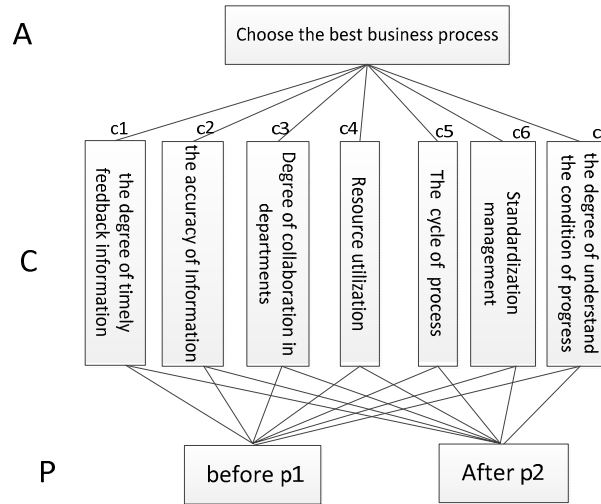 A
Choose the best business process
c1
c2
c3
c4
c5
c6
c
the degree of timely
feedback information
the accuracy of Information
Degree of collaboration in
departments
Resource utilization
The cycle of process
Standardization
management
the degree of understand
the condition of progress
C
P
before p1
After p2